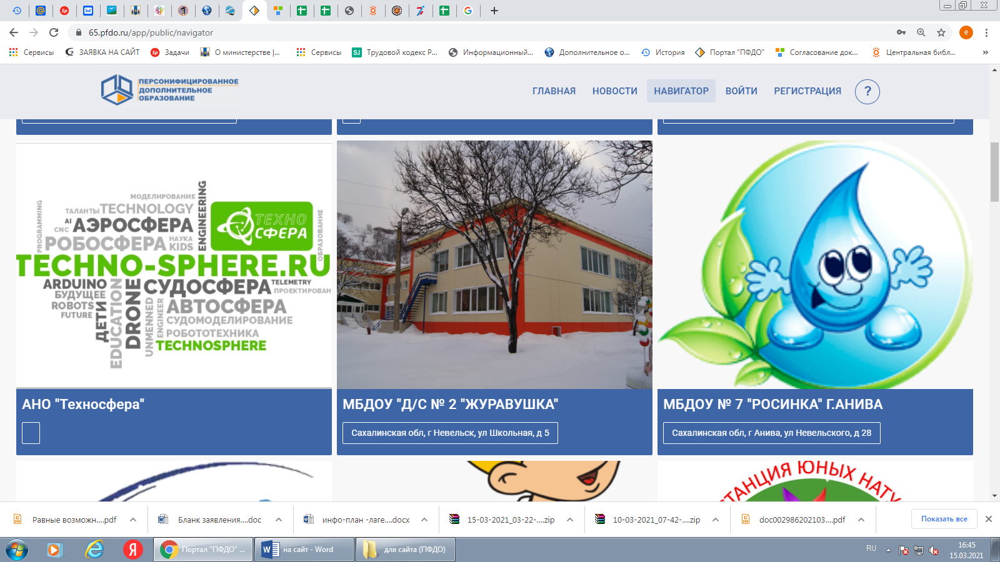 65.pfdo.ru/app/public/navigator
e
Сервисы
ЗАЯВКА НА САЙТ
Задачи
О министерстве |...
Сервисы
Трудовой кодекс Р...
Информационный...
Дополнительное о...
История
Портал "ПФДО"
Согласование док...
Центральная библ...
»
ПЕРСОНИФИЦИРОВАННОЕ
ДОПОЛНИТЕЛЬНОЕ
ОБРАЗОВАНИЕ
ГЛАВНАЯ
НОВОСТИ
НАВИГАТОР
ВОЙТИ
РЕГИСТРАЦИЯ
?
МОДЕЛИРОВАНИЕ
ТАЛАНТЫ TECHNOLOGY
AI АЭРОСФЕРА
CNC
РОБОСФЕРА
НАУКА
KIDS
PROGRAMMING
ENGINEERING
ТЕХНО
СФЕРА
ОБРАЗОВАНИЕ
TECHNO-SPHERE.RU
ARDUINO
БУДУЩЕЕ
ROBOTS
FUTURE
ДЕТИ
EDUCATION
DRONE
UNMENNED
ENGINEER
СУДОСФЕРА
TELEMETRY
ПРОЕКТИРОВАН
АВТОСФЕРА
СУДОМОДЕЛИРОВАНИЕ
РОБОТОТЕХНИКА
TECHNOSPHERE
АНО "Техносфера"
МБДОУ "Д/С № 2 "ЖУРАВУШКА"
Сахалинская обл, г Невельск, ул Школьная, д 5
МБДОУ № 7 "РОСИНКА" Г.АНИВА
Сахалинская обл, г Анива, ул Невельского, д 28
СТАНЦИЯ ЮНЫХ НАТУ
Равные возможн....pdf
Бланк заявления....doc
инфо-план -лаге....docx
15-03-2021_03-22-....zip
10-03-2021_07-42-....zip
doc002986202103....pdf
Показать все
Портал "ПФДО" ...
на сайт - Word
для сайта (ПФДО)
RU
16:45
15.03.2021